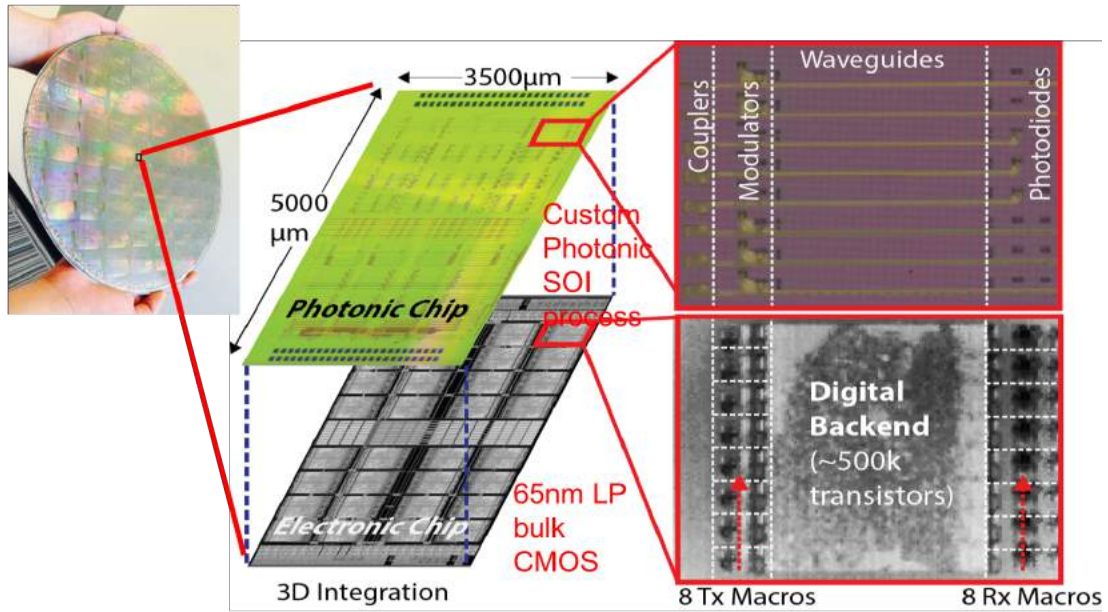 3500μm
5000
μm
Custom
Photonic
SOI
process
Photonic Chip
Electronic Chip
65nm LP
bulk
CMOS
3D Integration
Waveguides
Couplers
Modulators
Photodiodes
Digital
Backend
(~500k
transistors)
8 Tx Macros
8 Rx Macros